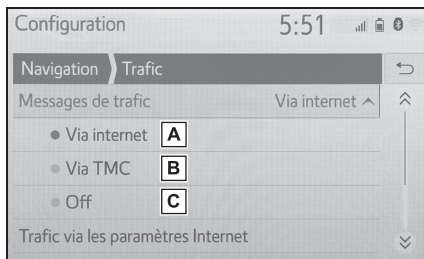 Configuration 5:51
Navigation Trafic
Messages de trafic Via internet
Via internet A
Via TMC B
Off C
Trafic via les paramètres Internet